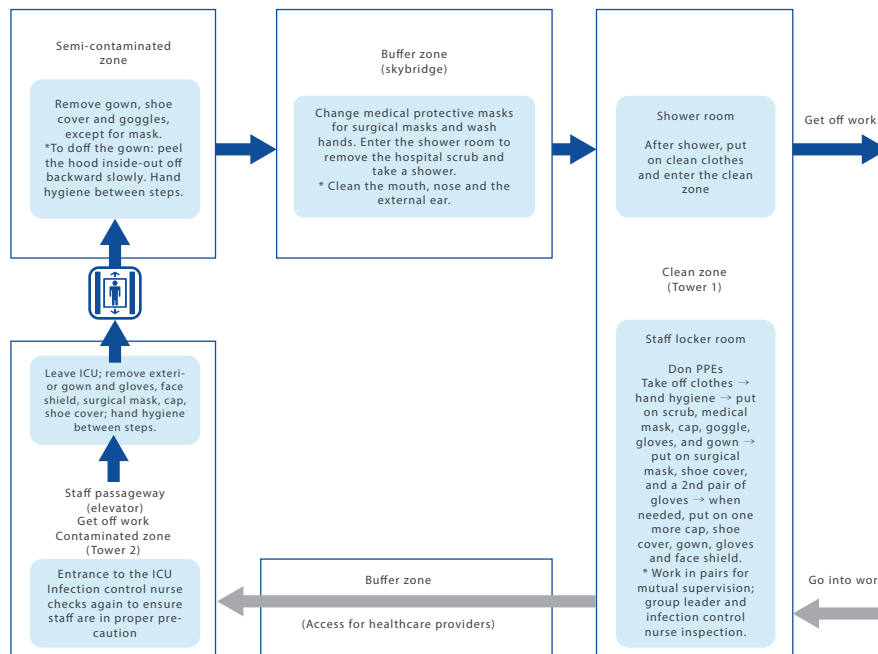 Semi-contaminated
zone
Remove gown, shoe
cover and goggles,
except for mask.
*To doff the gown: peel
the hood inside-out off
backward slowly. Hand
hygiene between steps.
Buffer zone
(skybridge)
Change medical protective masks
for surgical masks and wash
hands. Enter the shower room to
remove the hospital scrub and
take a shower.
* Clean the mouth, nose and the
external ear.
Shower room
After shower, put
on clean clothes
and enter the clean
zone
Get off work
Clean zone
(Tower 1)
Staff locker room
Don PPEs
Take off clothes →
hand hygiene → put
on scrub, medical
mask, cap, goggle,
gloves, and gown →
put on surgical
mask, shoe cover,
and a 2nd pair of
gloves → when
needed, put on one
more cap, shoe
cover, gown, gloves
and face shield.
* Work in pairs for
mutual supervision;
group leader and
infection control
nurse inspection.
Go into wor
Leave ICU; remove exteri-
or gown and gloves, face
shield, surgical mask, cap,
shoe cover; hand hygiene
between steps.
Staff passageway
(elevator)
Get off work
Contaminated zone
(Tower 2)
Entrance to the ICU
Infection control nurse
checks again to ensure
staff are in proper pre-
caution
Buffer zone
(Access for healthcare providers)